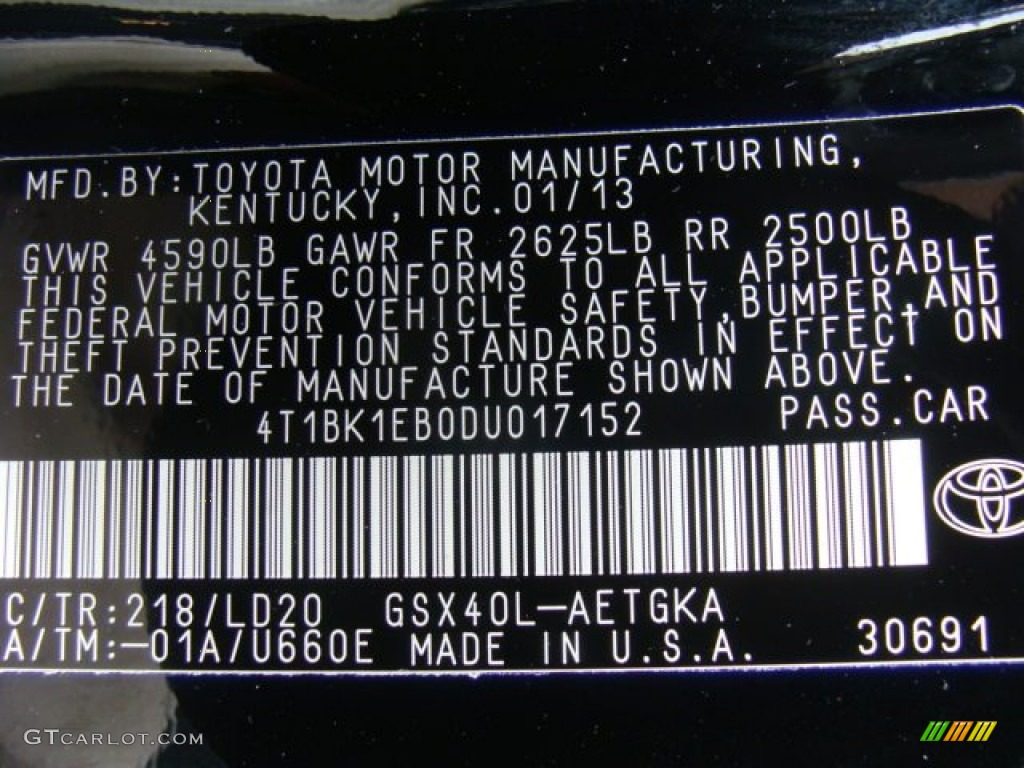 MFD.BY:TOYOTA MOTOR MANUFACTURING,
KENTUCKY,INC.01/13
GVWR 4590LB GAWR FR 2625LB RR 2500LB
THIS VEHICLE CONFORMS TO ALL APPLICABLE
FEDERAL MOTOR VEHICLE SAFETY,BUMPER,AND
THEFT PREVENTION STANDARDS IN EFFECT ON
THE DATE OF MANUFACTURE SHOWN ABOVE.
4T1BK1EB0DU017152 PASS.CAR
C/TR:218/LD20 GSX40L-AETGKA
A/TM:-01A/U660E MADE IN U.S.A. 30691
GTCARLOT.COM